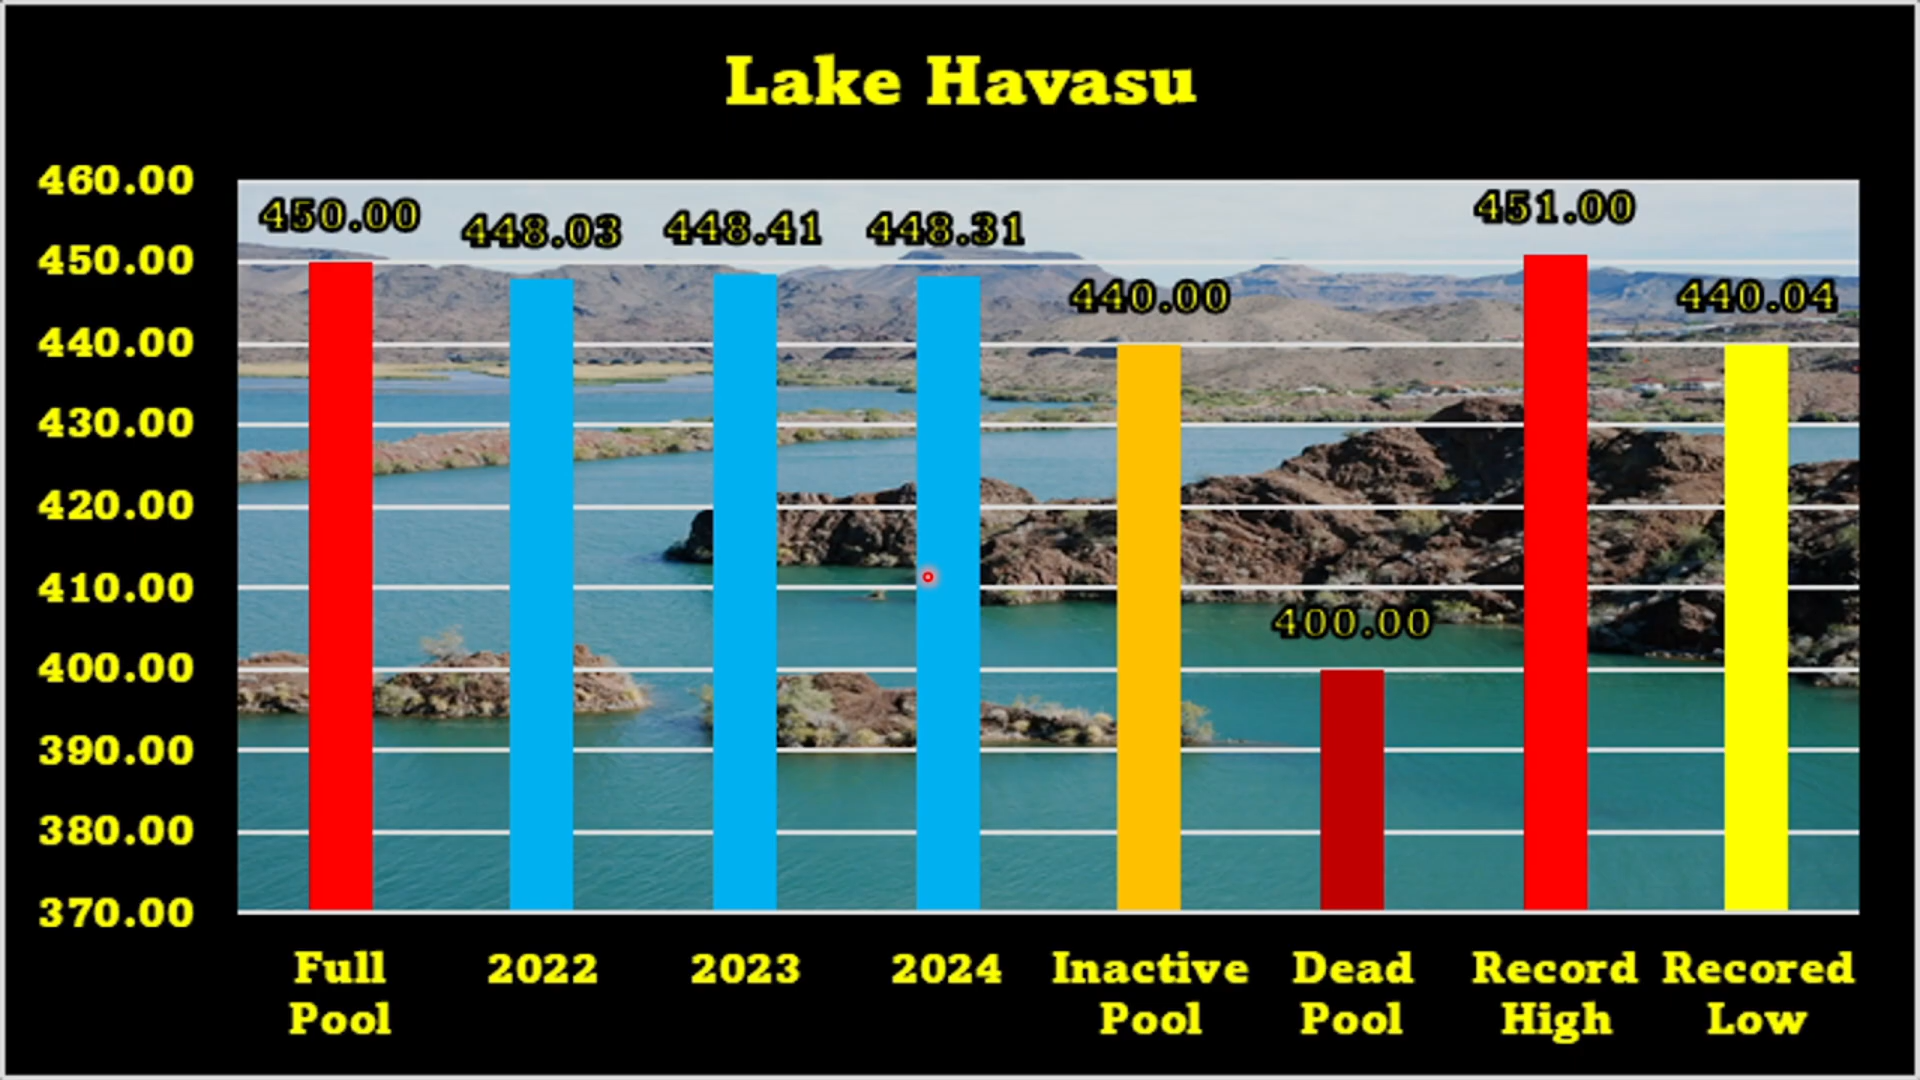 Lake Havasu
460.00
450.00
440.00
430.00
420.00
410.00
400.00
390.00
380.00
370.00
450.00
448.03
448.41
448.31
440.00
400.00
451.00
440.04
Full
Pool
2022
2023
2024
Inactive
Pool
Dead
Pool
Record
High
Recored
Low